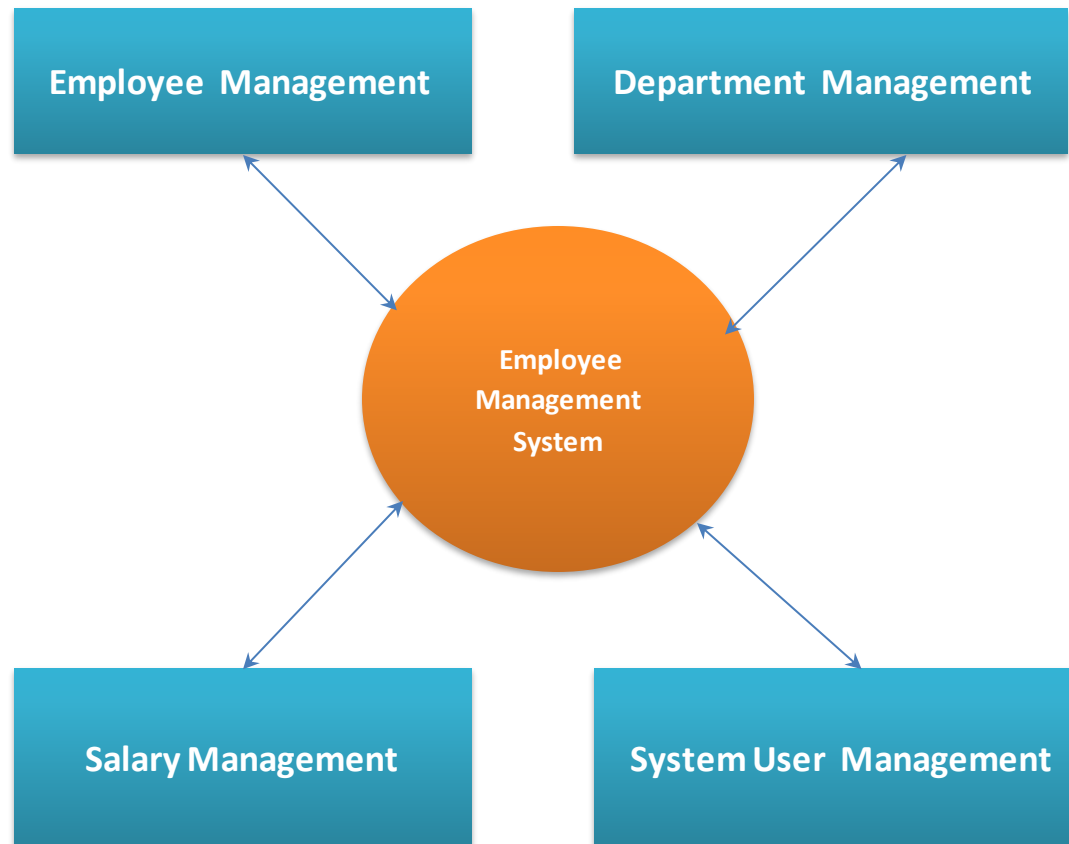 Employee Management
Department Management
Employee
Management
System
Salary Management
System User Management